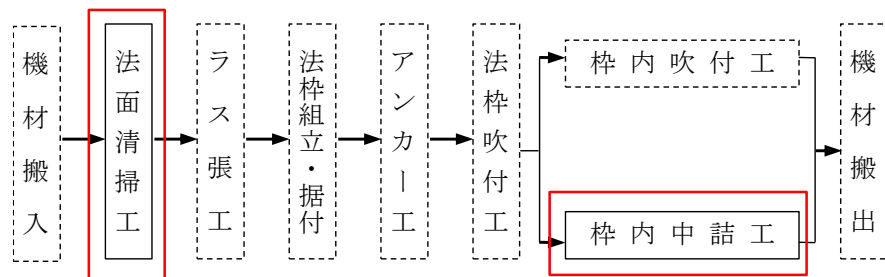 機材搬入
法面清掃工
ラス張工
法枠組立・据付
アンカー工
法枠吹付工
枠内吹付工
枠内中詰工
機材搬出